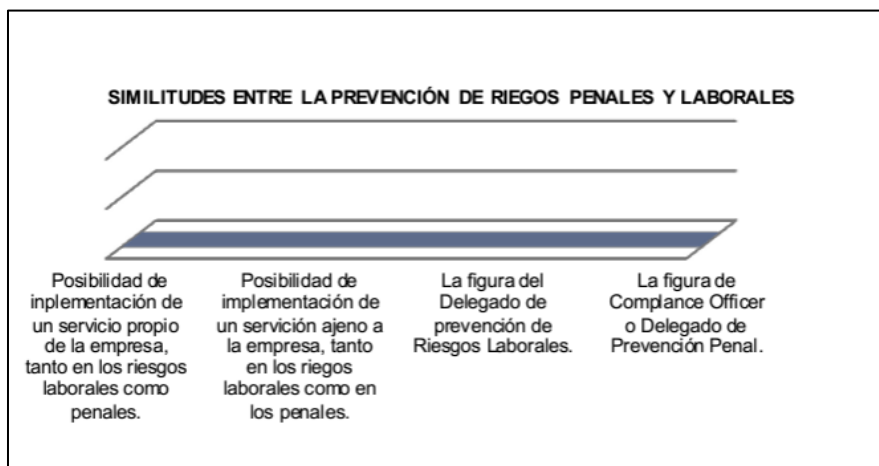 SIMILITUDES ENTRE LA PREVENCIÓN DE RIEGOS PENALES Y LABORALES
Posibilidad de
inplementación de
un servicio propio
de la empresa,
tanto en los riesgos
laborales como
penales.
Posibilidad de
implementación de
un servición ajeno a
la empresa, tanto
en los riegos
laborales como en
los penales.
La figura del
Delegado de
prevención de
Riesgos Laborales.
La figura de
Complance Officer
o Delegado de
Prevención Penal.